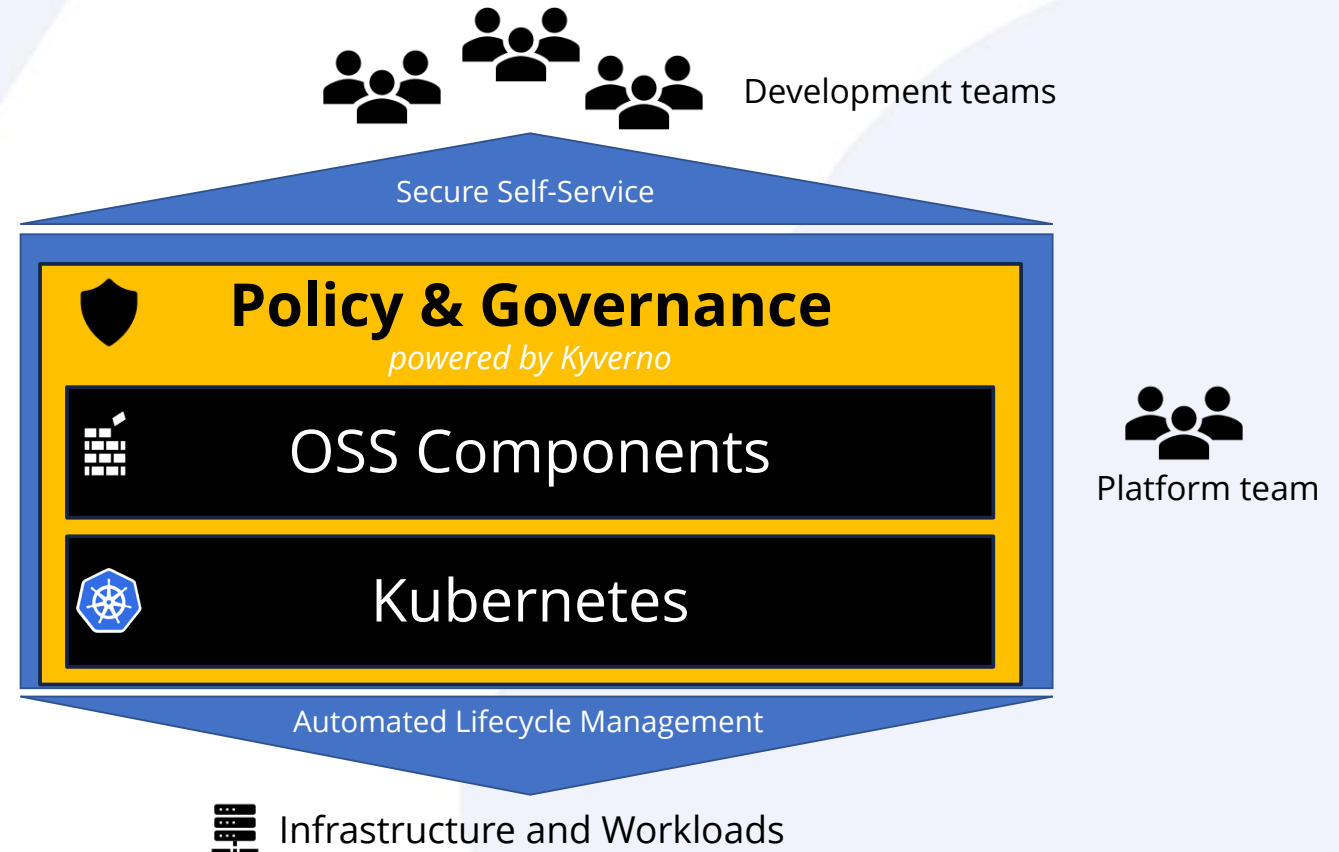 Development teams
Secure Self-Service
Policy & Governance
powered by Kyverno
OSS Components
Platform team
Kubernetes
Automated Lifecycle Management
Infrastructure and Workloads